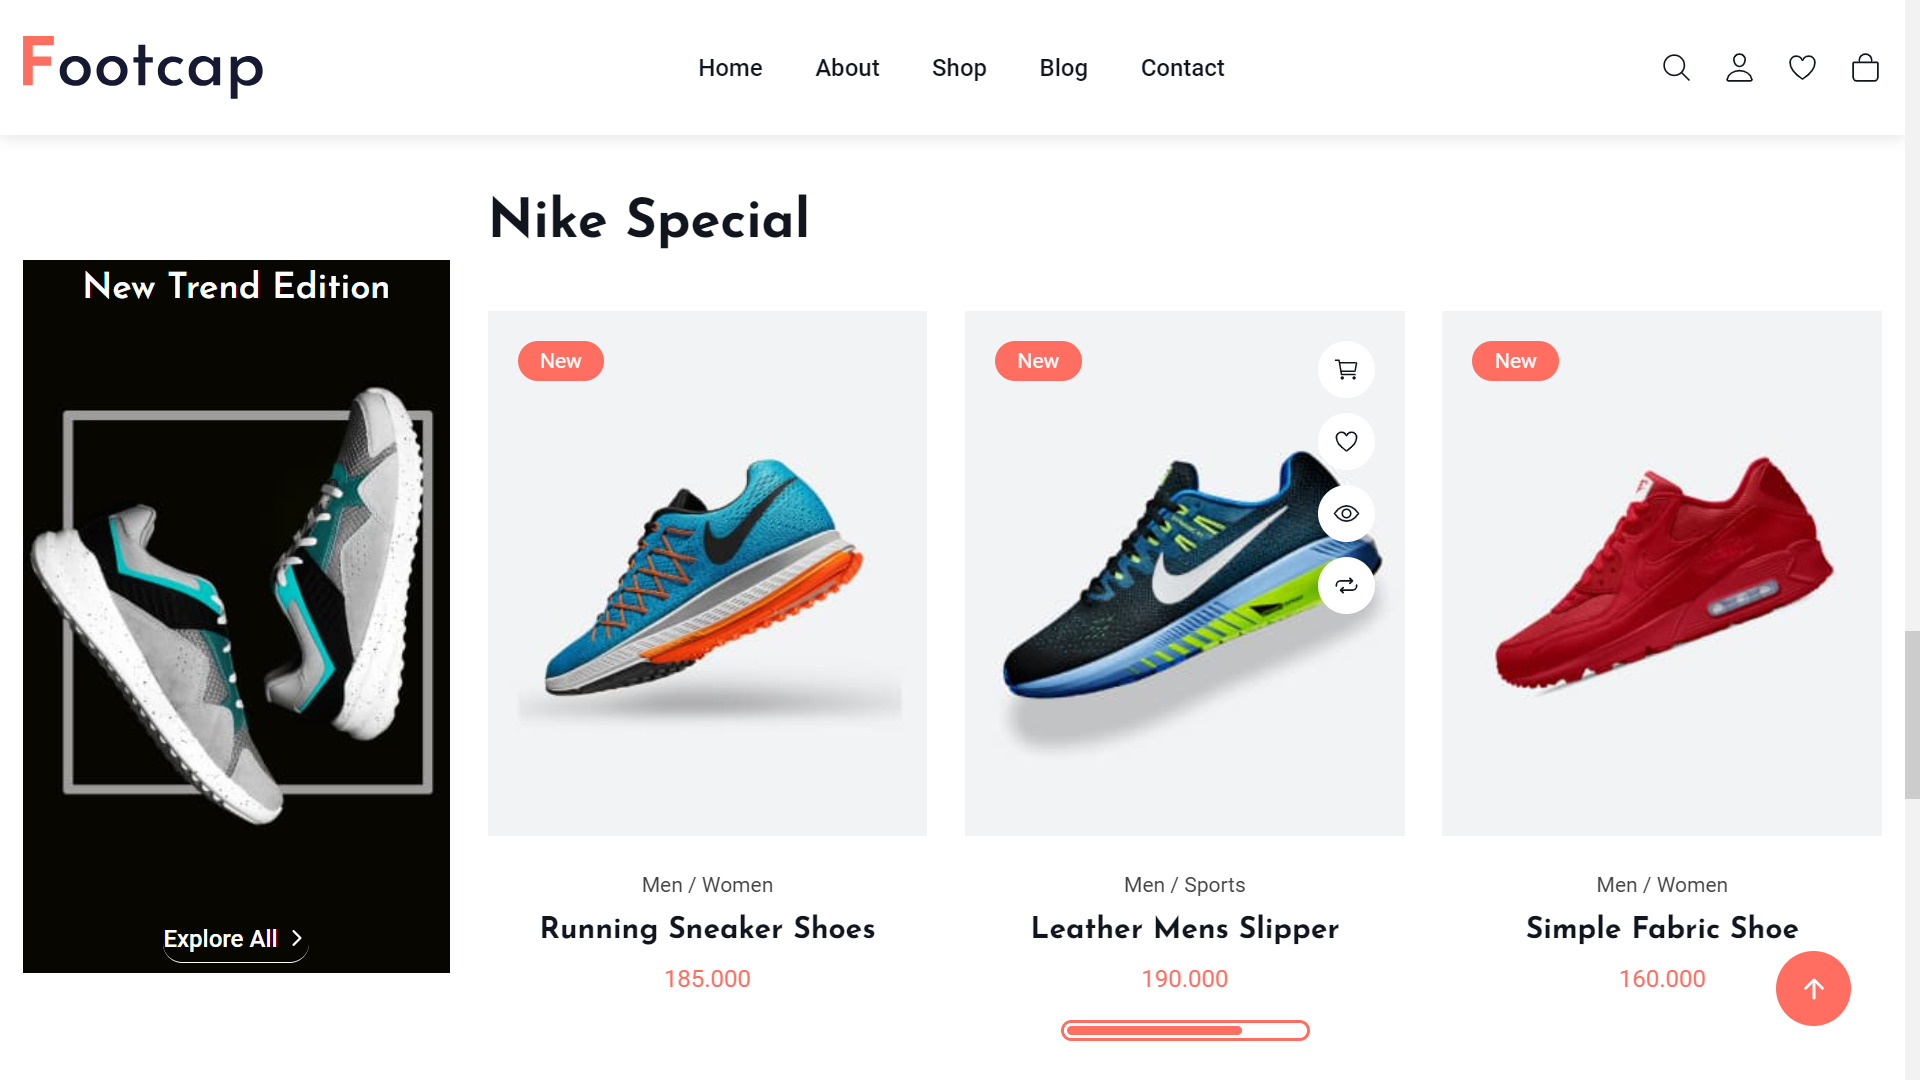 Footcap
Home
About
Shop
Blog
Contact
Nike Special
New Trend Edition
Explore All
New
Men / Women
Running Sneaker Shoes
185.000
New
Men / Sports
Leather Mens Slipper
190.000
New
Men / Women
Simple Fabric Shoe
160.000